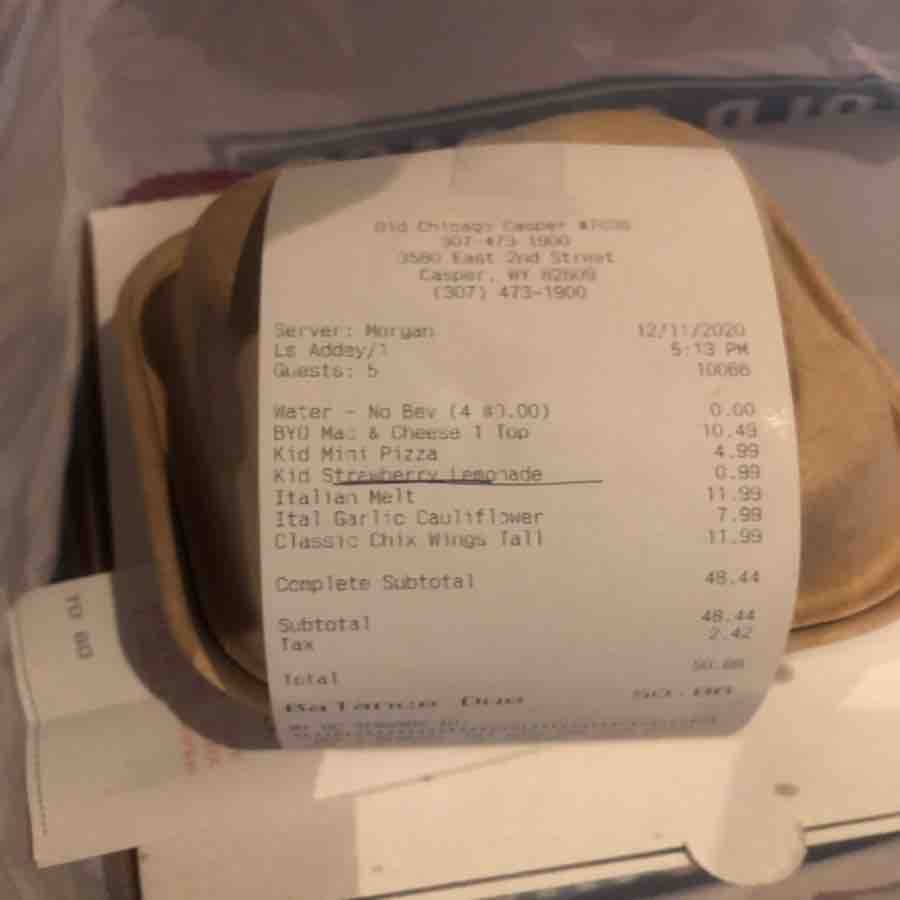 OLD
Old Chicago Casper
307-473-1900
3580 East 2nd Street
Casper, WY 82609
(307) 473-1900
Server: Morgan 12/11/2020
Ls Addey/1 5:13 PM
Guests: 5 10066
Water - No Bev (4 @0.00) 0.00
BYO Mac & Cheese 1 Top 10.49
Kid Mini Pizza 4.99
Kid Strawberry Lemonade 0.99
Italian Melt 11.99
Ital Garlic Cauliflower 7.99
Classic Chix Wings Tall 11.99
Complete Subtotal 48.44
Subtotal 48.44
Tax 2.42
Total 50.86
Balance Due 50.86
TO GO